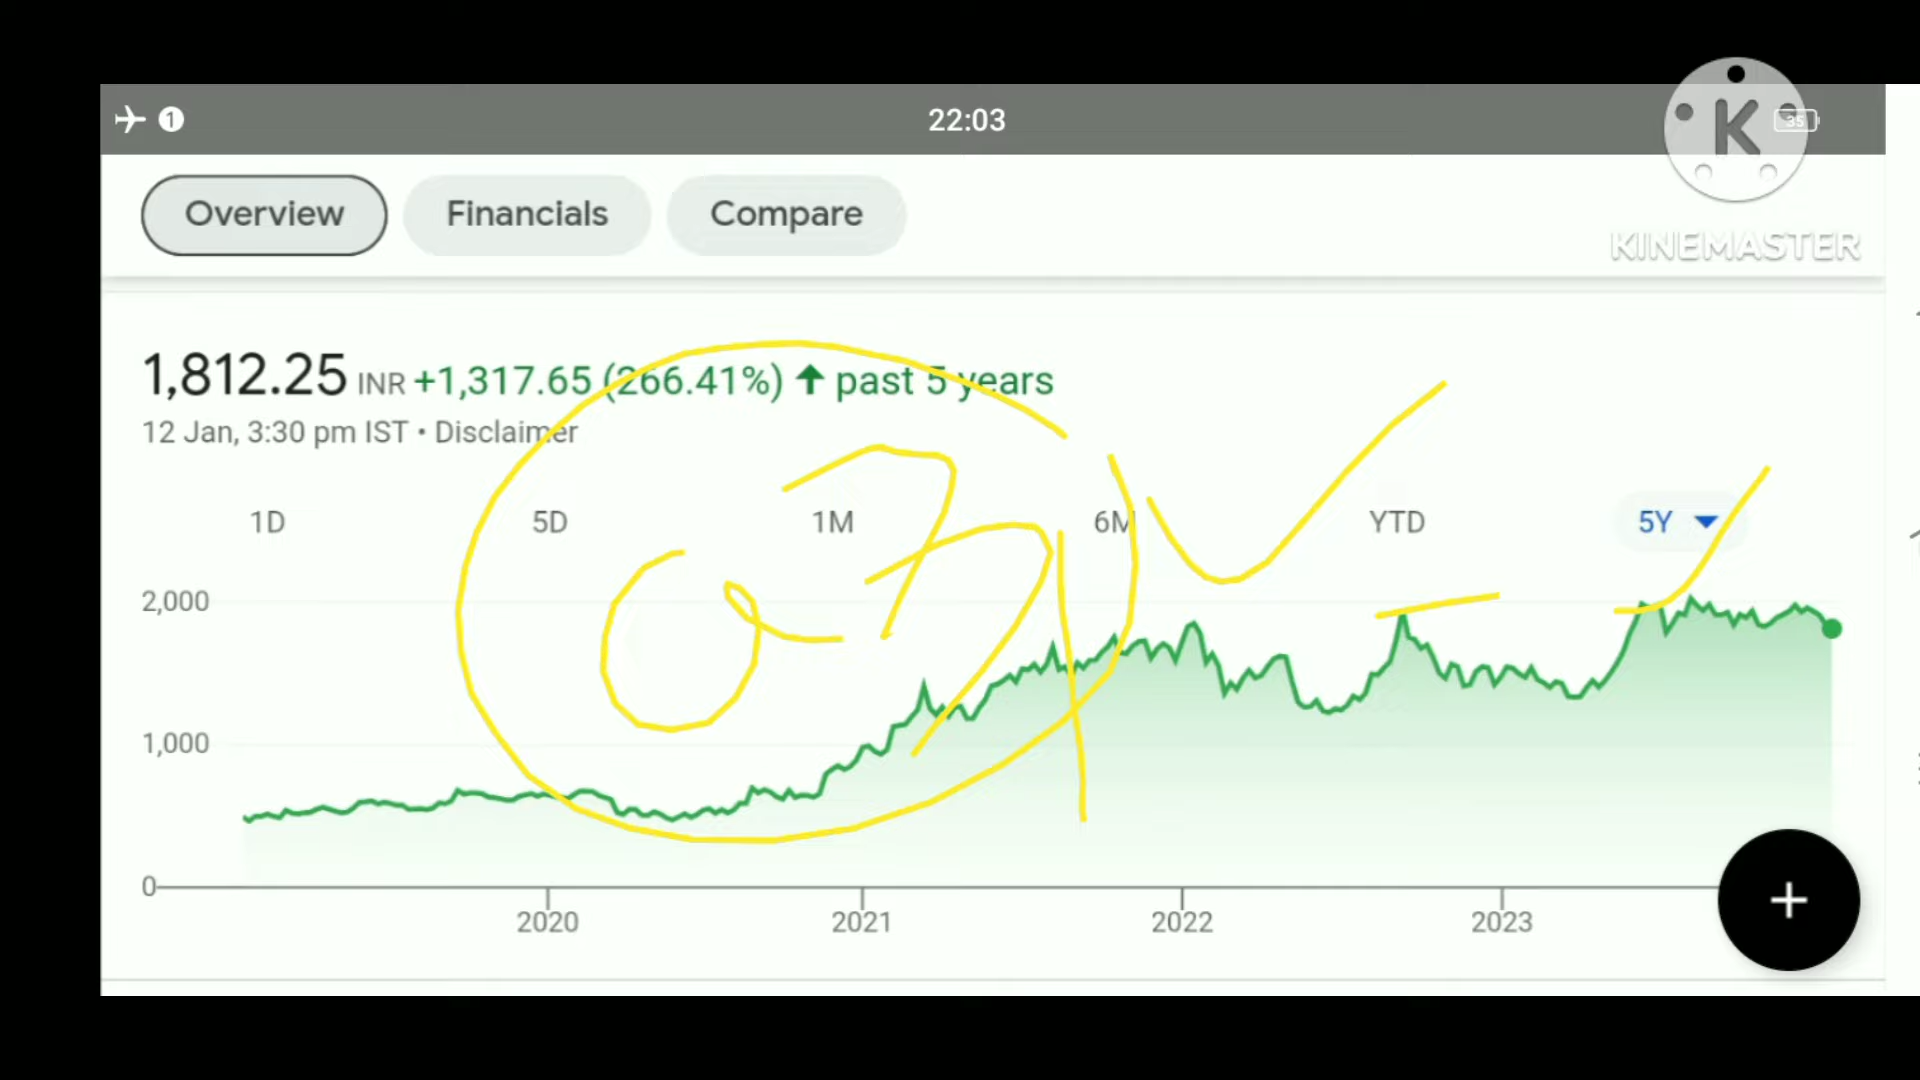 1 22:03 35
K
KINEMASTER
Overview Financials Compare
1,812.25 INR +1,317.65 (266.41%) ↑ past 5 years
12 Jan, 3:30 pm IST • Disclaimer
1D 5D 1M 6M YTD 5Y
2,000
1,000
0
2020 2021 2022 2023
+